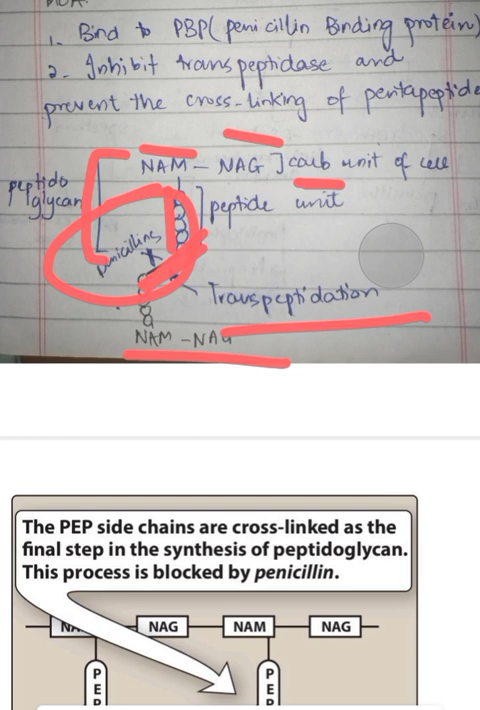 1. Bind to PBP( penicillin Binding protein)
2. Inhibit transpeptidase and
prevent the cross-linking of pentapeptide
NAM - NAG ] carb unit of cell
peptido
glycan
] peptide unit
penicillins
Transpeptidation
NAM -NAG
The PEP side chains are cross-linked as the
final step in the synthesis of peptidoglycan.
This process is blocked by penicillin.
NAG NAM NAG
P P
E E